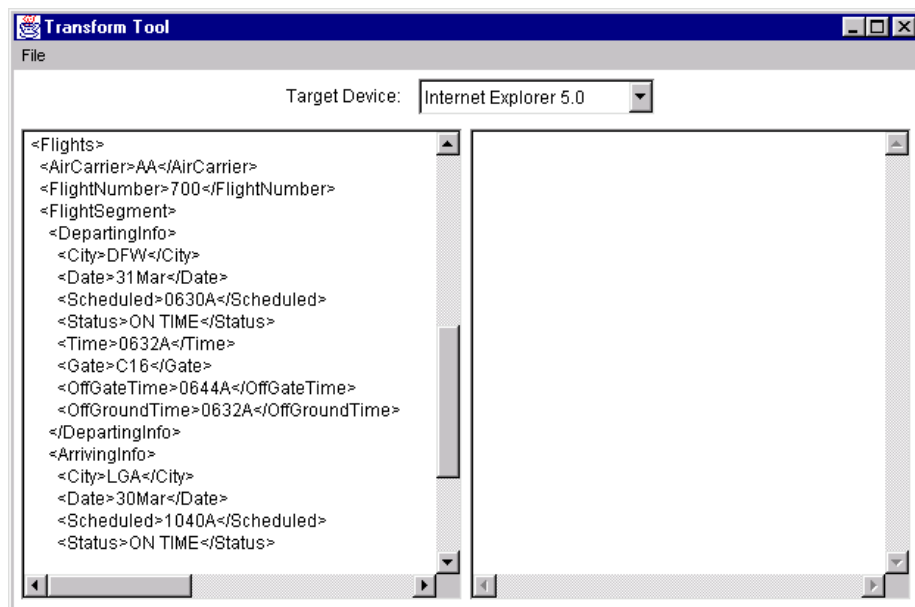 Transform Tool
File
Target Device: Internet Explorer 5.0
<Flights>
<AirCarrier>AA</AirCarrier>
<FlightNumber>700</FlightNumber>
<FlightSegment>
<DepartingInfo>
<City>DFW</City>
<Date>31Mar</Date>
<Scheduled>0630A</Scheduled>
<Status>ON TIME</Status>
<Time>0632A</Time>
<Gate>C16</Gate>
<OffGateTime>0644A</OffGateTime>
<OffGroundTime>0632A</OffGroundTime>
</DepartingInfo>
<ArrivingInfo>
<City>LGA</City>
<Date>30Mar</Date>
<Scheduled>1040A</Scheduled>
<Status>ON TIME</Status>